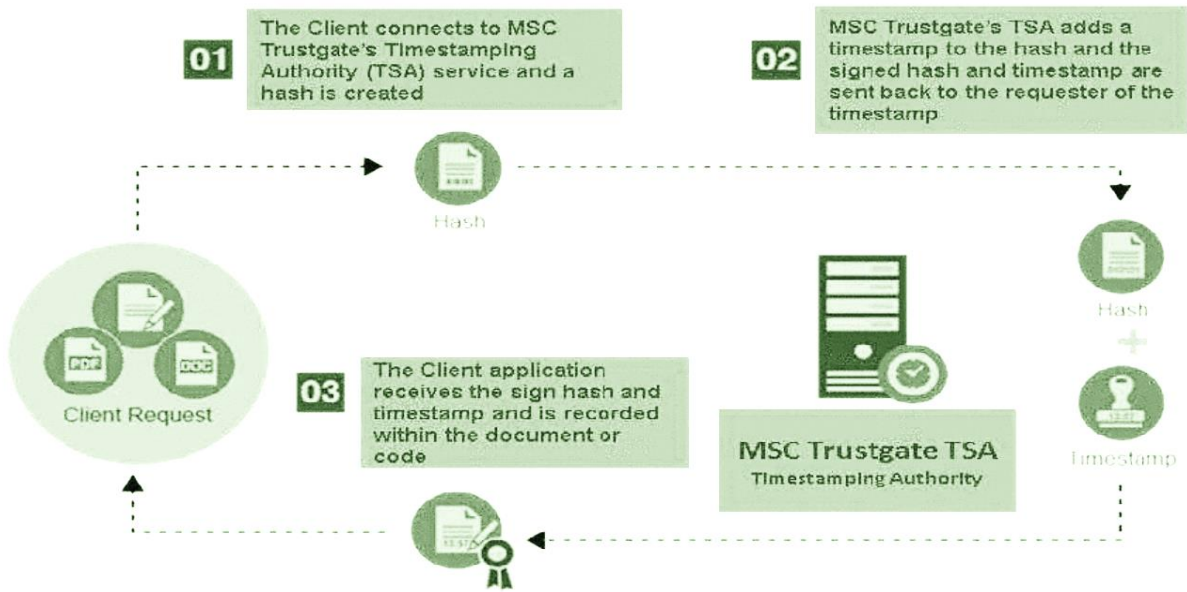 01
The Client connects to MSC
Trustgate's Timestamping
Authority (TSA) service and a
hash is created
02
MSC Trustgate's TSA adds a
timestamp to the hash and the
signed hash and timestamp are
sent back to the requester of the
timestamp
Hash
Hash
+
Timestamp
PDF
DOC
Client Request
03
The Client application
receives the sign hash and
timestamp and is recorded
within the document or
code
MSC Trustgate TSA
Timestamping Authority